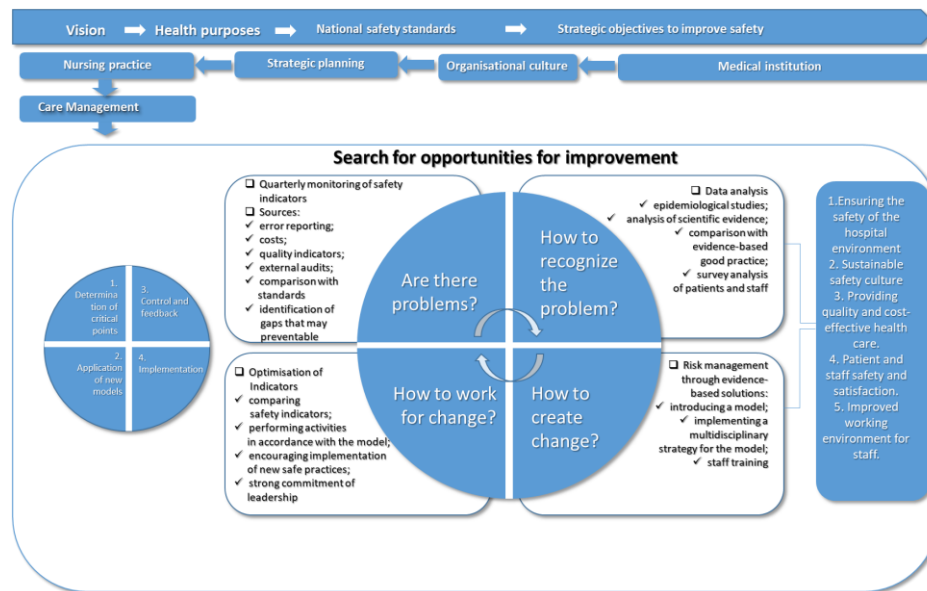 Vision
Health purposes
National safety standards
Strategic objectives to improve safety
Nursing practice
Strategic planning
Organisational culture
Medical institution
Care Management
Search for opportunities for improvement
Quarterly monitoring of safety
indicators
Sources:
error reporting;
costs;
quality indicators;
external audits;
comparison with
standards
identification of
gaps that may
preventable
Are there
problems?
How to
recognize
the
problem?
Data analysis
epidemiological studies;
analysis of scientific evidence;
comparison with
evidence-based
good practice;
survey analysis
of patients and staff
1.
Determina
tion of
critical
points
3.
Control and
feedback
2.
Application
of new
models
4.
Implementation
Optimisation of
Indicators
comparing
safety indicators;
performing activities
in accordance with the model;
encouraging implementation
of new safe practices;
strong commitment of
leadership
How to work
for change?
How to
create
change?
Risk management
through evidence-
based solutions:
introducing a model;
implementing a
multidisciplinary
strategy for the model;
staff training
1.Ensuring the
safety of the
hospital
environment
2. Sustainable
safety culture
3. Providing
quality and cost-
effective health
care.
4. Patient and
staff safety and
satisfaction.
5. Improved
working
environment for
staff.